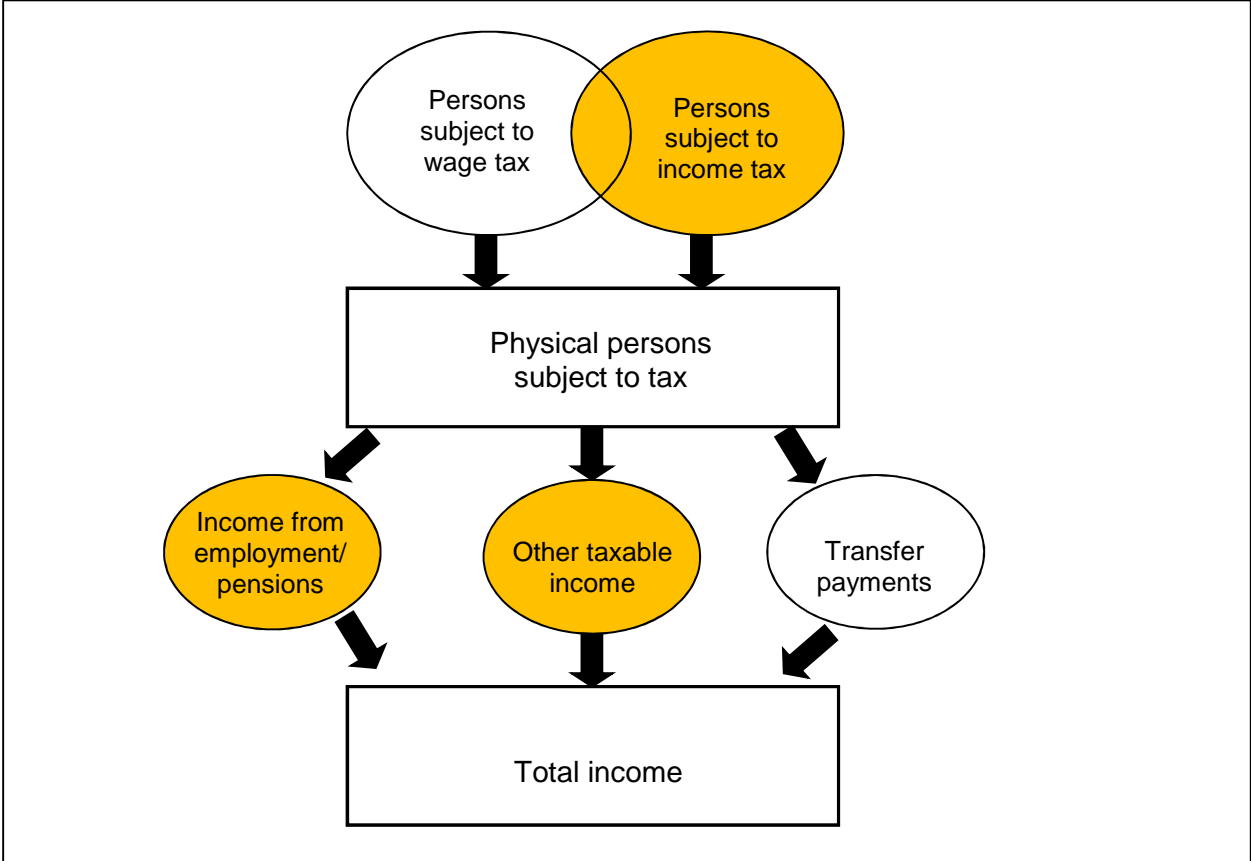 Persons
subject to
wage tax
Persons
subject to
income tax
Physical persons
subject to tax
Income from
employment/
pensions
Other taxable
income
Transfer
payments
Total income